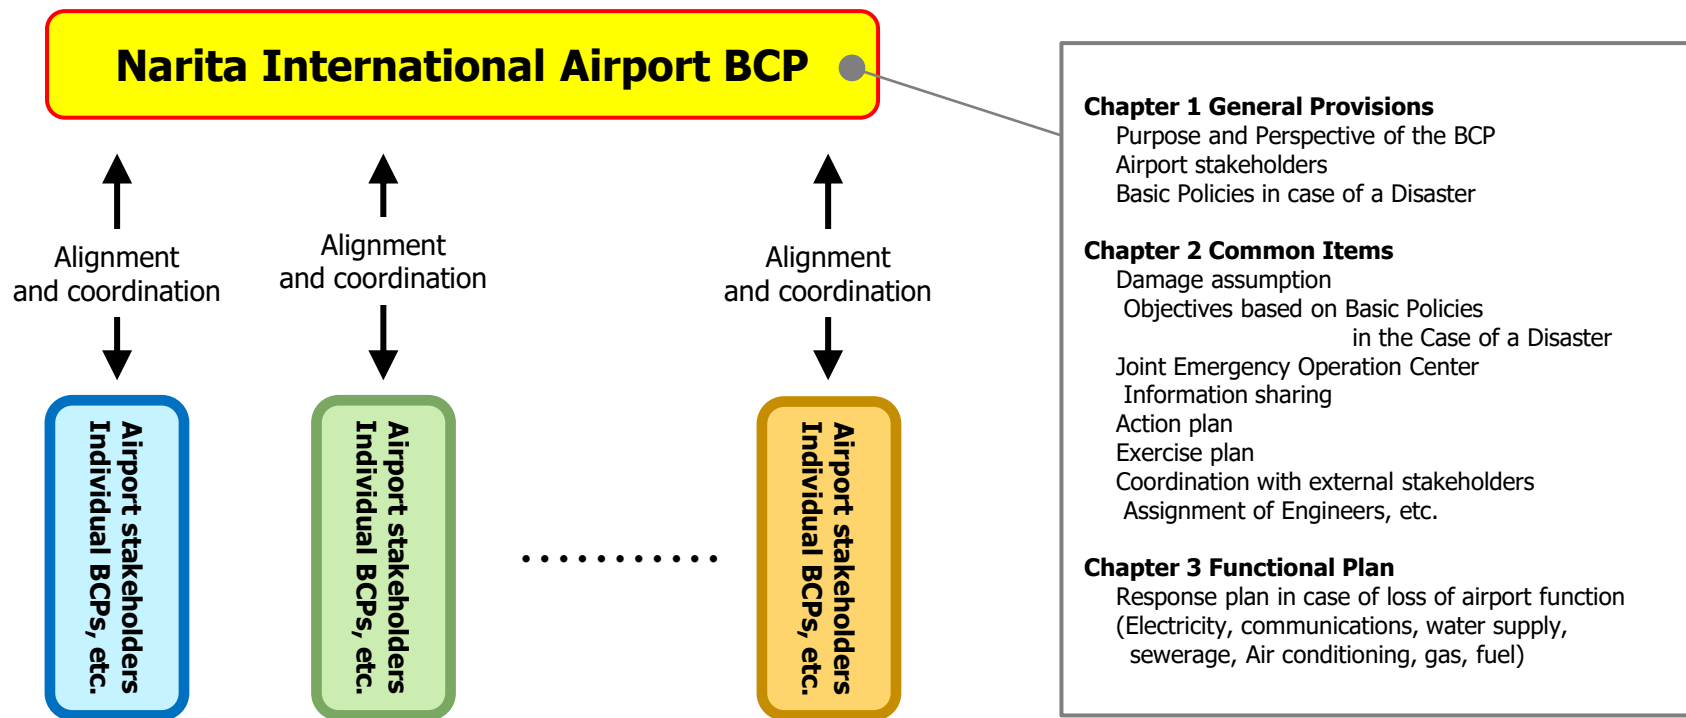 Narita International Airport BCP
Alignment
and coordination
Alignment
and coordination
Alignment
and coordination
Airport stakeholders
Individual BCPs, etc.
Airport stakeholders
Individual BCPs, etc.
Airport stakeholders
Individual BCPs, etc.
Chapter 1 General Provisions
Purpose and Perspective of the BCP
Airport stakeholders
Basic Policies in case of a Disaster
Chapter 2 Common Items
Damage assumption
Objectives based on Basic Policies
in the Case of a Disaster
Joint Emergency Operation Center
Information sharing
Action plan
Exercise plan
Coordination with external stakeholders
Assignment of Engineers, etc.
Chapter 3 Functional Plan
Response plan in case of loss of airport function
(Electricity, communications, water supply,
sewerage, Air conditioning, gas, fuel)